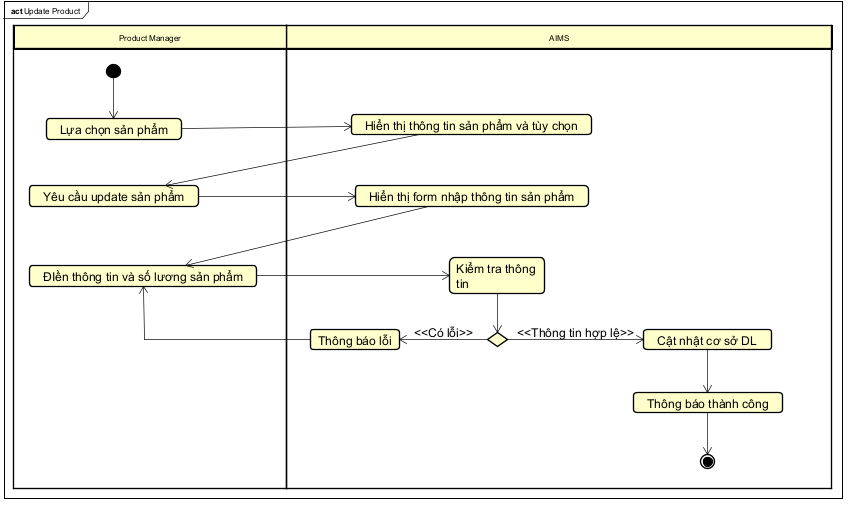 act Update Product
Product Manager
AIMS
Lựa chọn sản phẩm
Hiển thị thông tin sản phẩm và tùy chọn
Yêu cầu update sản phẩm
Hiển thị form nhập thông tin sản phẩm
ĐIền thông tin và số lương sản phẩm
Kiểm tra thông
tin
Thông báo lỗi
<<Có lỗi>>
<<Thông tin hợp lệ>>
Cật nhật cơ sở DL
Thông báo thành công